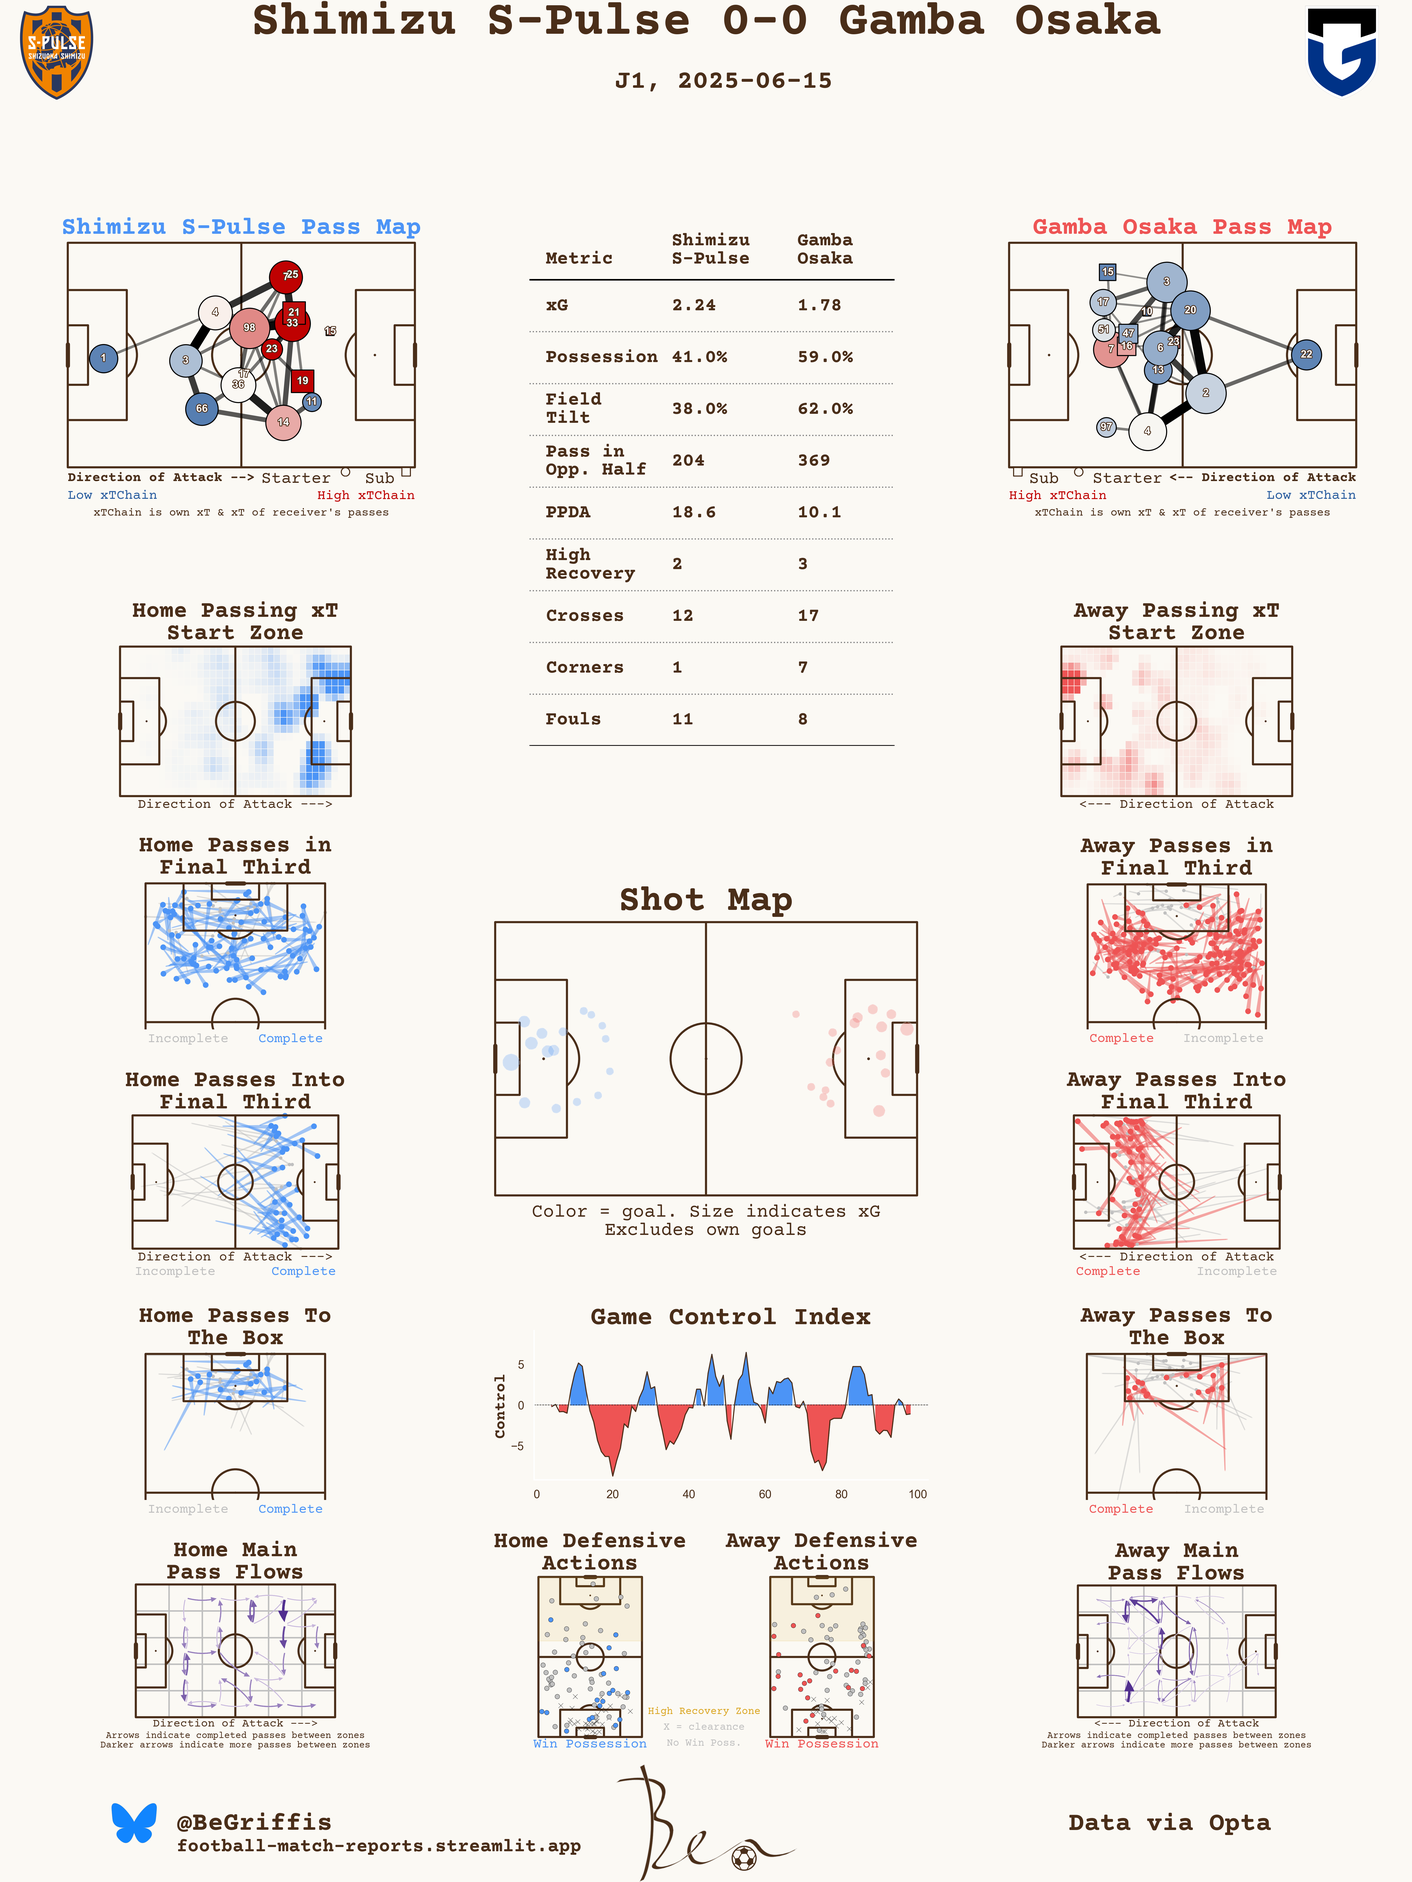 Shimizu S-Pulse 0-0 Gamba Osaka
J1, 2025-06-15
S-PULSE
SHIZUOKA SHIMIZU
Shimizu S-Pulse Pass Map
7 25
4
21
98
33
15
1
3
23
17
36
19
66
11
14
Direction of Attack --> Starter Sub
Low xTChain High xTChain
xTChain is own xT & xT of receiver's passes
Metric Shimizu S-Pulse Gamba Osaka
xG 2.24 1.78
Possession 41.0% 59.0%
Field Tilt 38.0% 62.0%
Pass in Opp. Half 204 369
PPDA 18.6 10.1
High Recovery 2 3
Crosses 12 17
Corners 1 7
Fouls 11 8
Gamba Osaka Pass Map
15
3
17
10
20
51
47
7
16
6
23
22
13
2
97
4
Sub Starter <-- Direction of Attack
High xTChain Low xTChain
xTChain is own xT & xT of receiver's passes
Home Passing xT
Start Zone
Direction of Attack --->
Away Passing xT
Start Zone
<--- Direction of Attack
Home Passes in
Final Third
Incomplete Complete
Away Passes in
Final Third
Complete Incomplete
Shot Map
Color = goal. Size indicates xG
Excludes own goals
Home Passes Into
Final Third
Direction of Attack --->
Incomplete Complete
Away Passes Into
Final Third
<--- Direction of Attack
Complete Incomplete
Home Passes To
The Box
Incomplete Complete
Game Control Index
Control
5
0
−5
0 20 40 60 80 100
Away Passes To
The Box
Complete Incomplete
Home Main
Pass Flows
Direction of Attack --->
Arrows indicate completed passes between zones
Darker arrows indicate more passes between zones
Home Defensive
Actions
Win Possession
High Recovery Zone
X = clearance
No Win Poss.
Away Defensive
Actions
Win Possession
Away Main
Pass Flows
<--- Direction of Attack
Arrows indicate completed passes between zones
Darker arrows indicate more passes between zones
@BeGriffis
football-match-reports.streamlit.app
Ben
Data via Opta